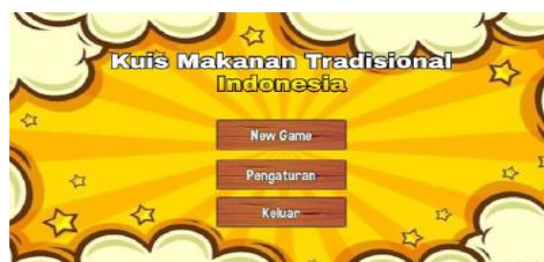 Kuis Makanan Tradisional
Indonesia
New Game
Pengaturan
Keluar